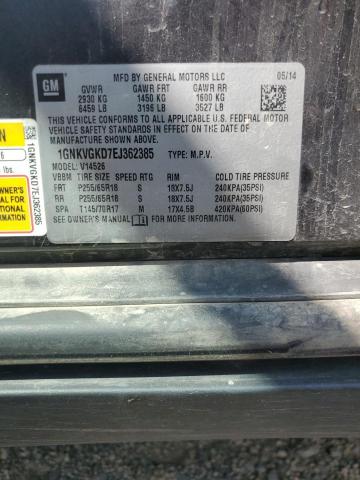 GM
MFD BY GENERAL MOTORS LLC
05/14
GVWR GAWR FRT GAWR RR
2930 KG 1450 KG 1600 KG
6459 LB 3196 LB 3527 LB
THIS VEHICLE CONFORMS TO ALL APPLICABLE U.S. FEDERAL MOTOR
VEHICLE SAFETY, BUMPER, AND THEFT PREVENTION STANDARDS IN
EFFECT ON THE DATE OF MANUFACTURE SHOWN ABOVE.
1GNKVGKD7EJ362385 TYPE: M.P.V.
MODEL: V14526
VBBM TIRE SIZE SPEED RTG RIM COLD TIRE PRESSURE
FRT P255/65R18 S 18X7.5J 240KPA(35PSI)
RR P255/65R18 S 18X7.5J 240KPA(35PSI)
SPA T145/70R17 M 17X4.5B 420KPA(60PSI)
SEE OWNER'S MANUAL FOR MORE INFORMATION.
lbs.
OWNER'S
1GNKVGKD7EJ362385